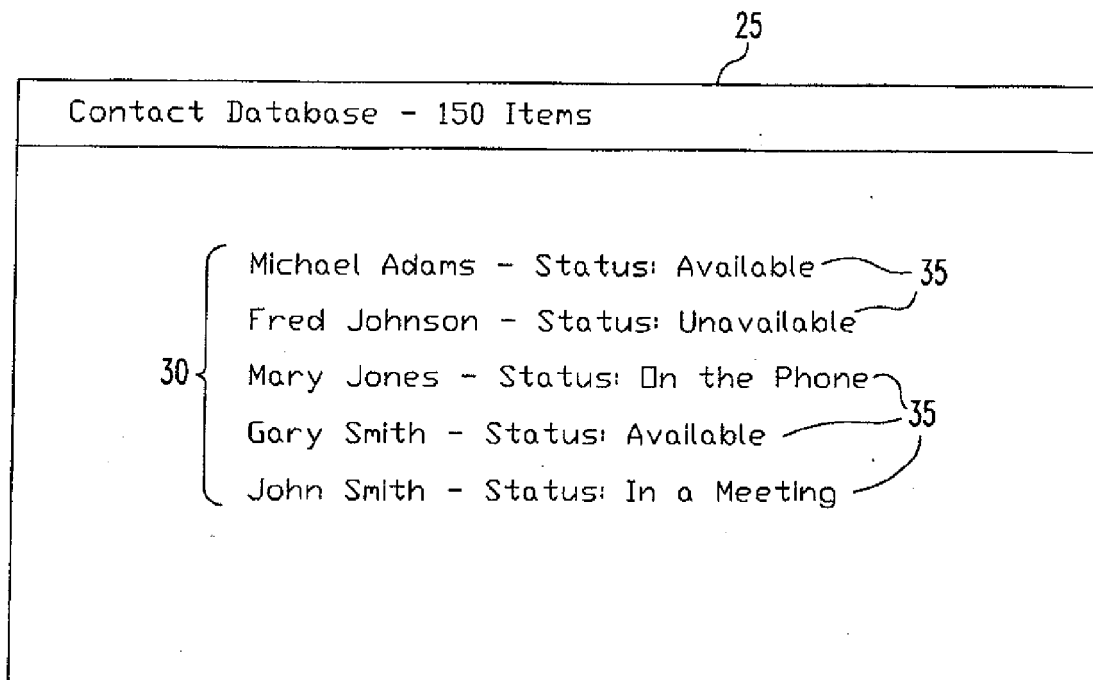 25
Contact Database - 150 Items
Michael Adams - Status: Available
35
Fred Johnson - Status: Unavailable
30
Mary Jones - Status: On the Phone
35
Gary Smith - Status: Available
John Smith - Status: In a Meeting